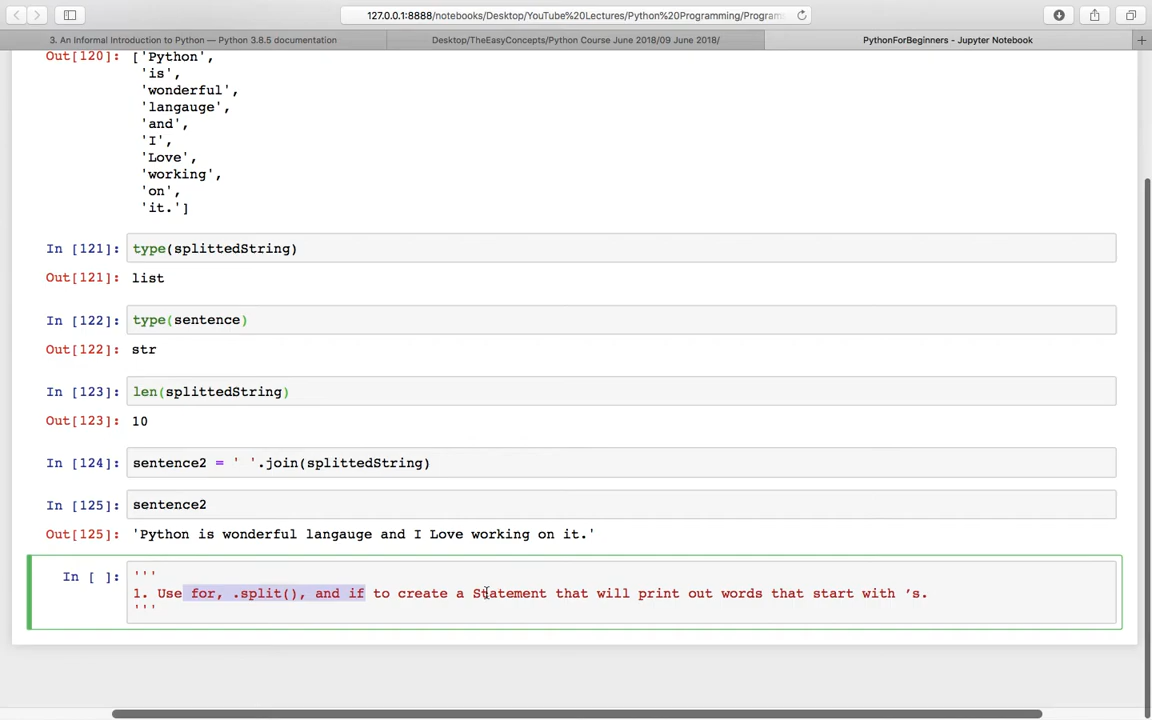 127.0.0.1:8888/notebooks/Desktop/YouTube%20Lectures/Python%20Programming/Program
3. An Informal Introduction to Python — Python 3.8.5 documentation
Desktop/TheEasyConcepts/Python Course June 2018/09 June 2018/
PythonForBeginners - Jupyter Notebook
Out[120]: ['Python',
'is',
'wonderful',
'langauge',
'and',
'I',
'Love',
'working',
'on',
'it.']
In [121]: type(splittedString)
Out[121]: list
In [122]: type(sentence)
Out[122]: str
In [123]: len(splittedString)
Out[123]: 10
In [124]: sentence2 = ' '.join(splittedString)
In [125]: sentence2
Out[125]: 'Python is wonderful langauge and I Love working on it.'
In [ ]: '''
1. Use for, .split(), and if to create a Statement that will print out words that start with ’s.
'''